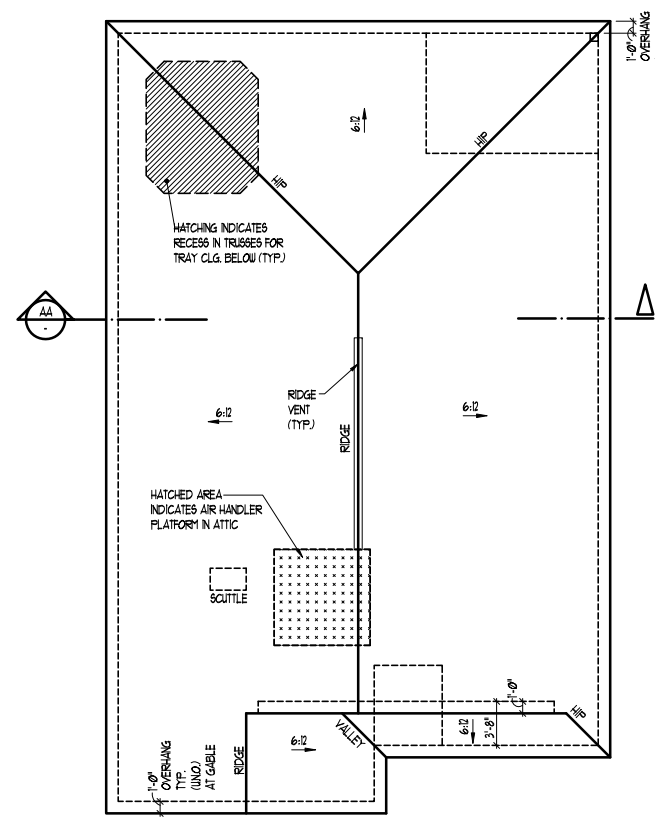 1'-0"
OVERHANG
6:12
HIP
HIP
HATCHING INDICATES
RECESS IN TRUSSES FOR
TRAY CLG. BELOW (TYP.)
AA
-
RIDGE
VENT
(TYP.)
6:12
6:12
RIDGE
HATCHED AREA
INDICATES AIR HANDLER
PLATFORM IN ATTIC
SCUTTLE
1'-0"
HIP
VALLEY
6:12
3'-8"
6:12
RIDGE
1'-0"
OVERHANG
TYP.
(U.N.O.)
AT GABLE